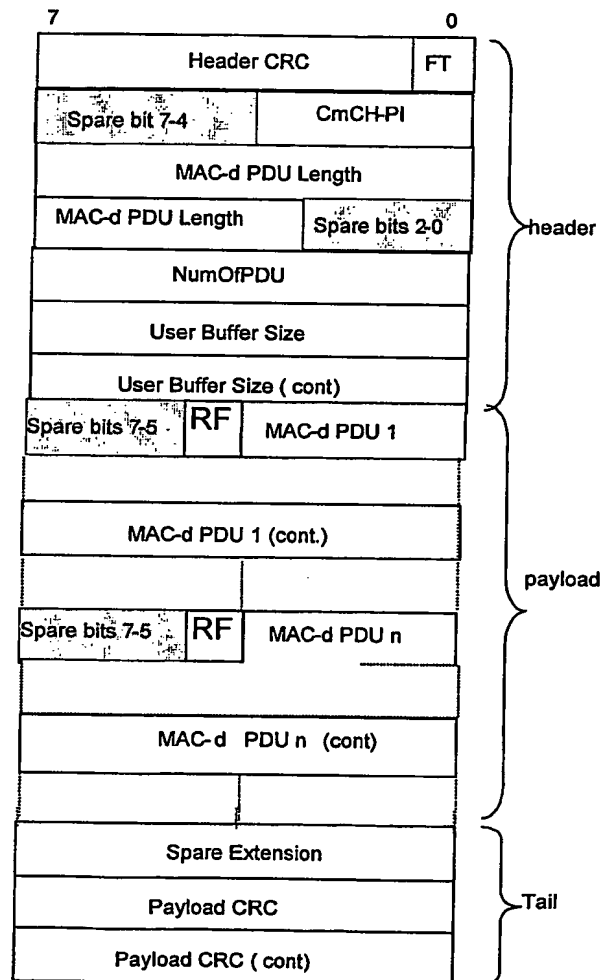 7 0
Header CRC FT
Spare bit 7-4 CmCH-PI
MAC-d PDU Length
MAC-d PDU Length Spare bits 2-0
header
NumOfPDU
User Buffer Size
User Buffer Size ( cont)
Spare bits 7-5 RF MAC-d PDU 1
MAC-d PDU 1 (cont.)
payload
Spare bits 7-5 RF MAC-d PDU n
MAC-d PDU n (cont)
Spare Extension
Payload CRC
Tail
Payload CRC ( cont)